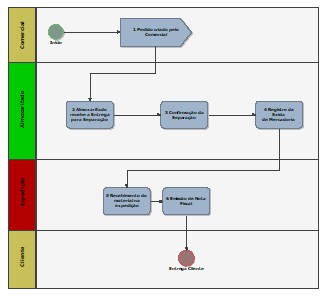 Comercial
Início
1 Pedido criado pelo
Comercial
Almoxarifado
2 Almoxarifado
recebe a Entrega
para Separação
3 Confirmação da
Separação
4 Registro da
Saída
de Mercadoria
Expedição
5 Recebimento do
material na
expedição
6 Emissão de Nota
Fiscal
Cliente
Entrega Cliente